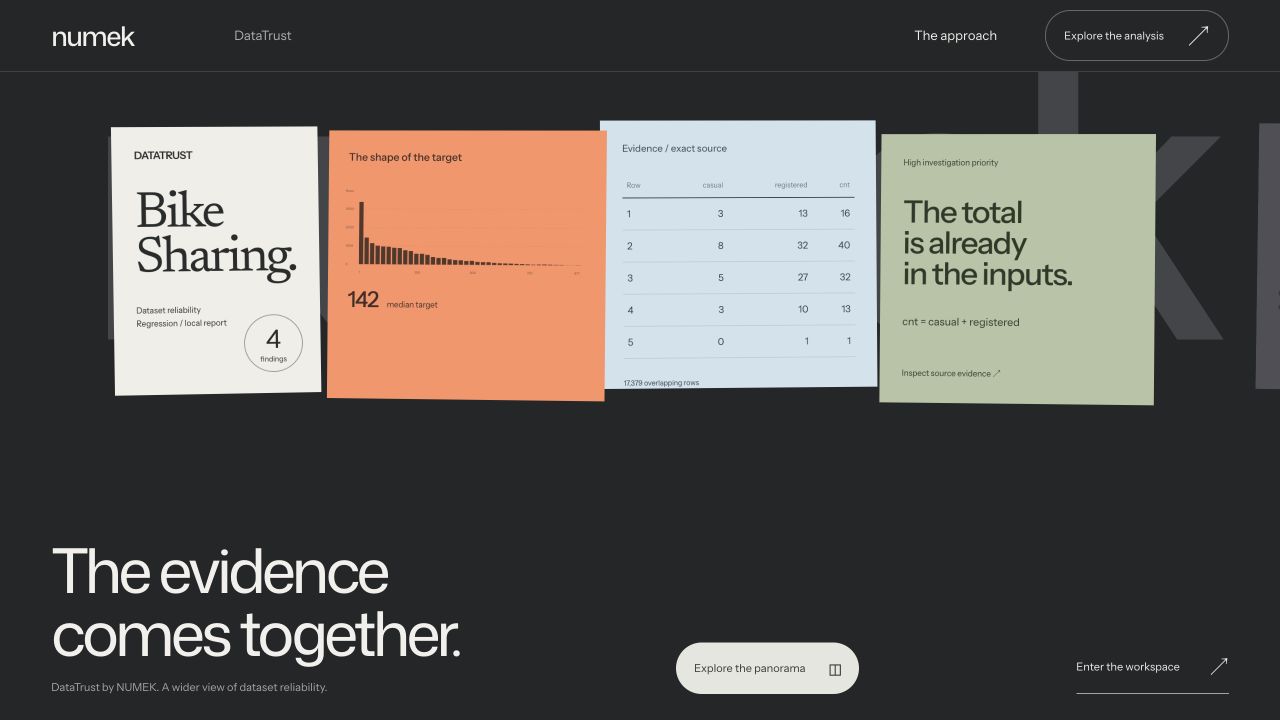 numek
DataTrust
The approach
Explore the analysis
DATATRUST
Bike
Sharing.
Dataset reliability
Regression / local report
4
findings
The shape of the target
142 median target
Evidence / exact source
Row casual registered cnt
1 3 13 16
2 8 32 40
3 5 27 32
4 3 10 13
5 0 1 1
17,379 overlapping rows
High investigation priority
The total
is already
in the inputs.
cnt = casual + registered
Inspect source evidence
The evidence
comes together.
DataTrust by NUMEK. A wider view of dataset reliability.
Explore the panorama
Enter the workspace